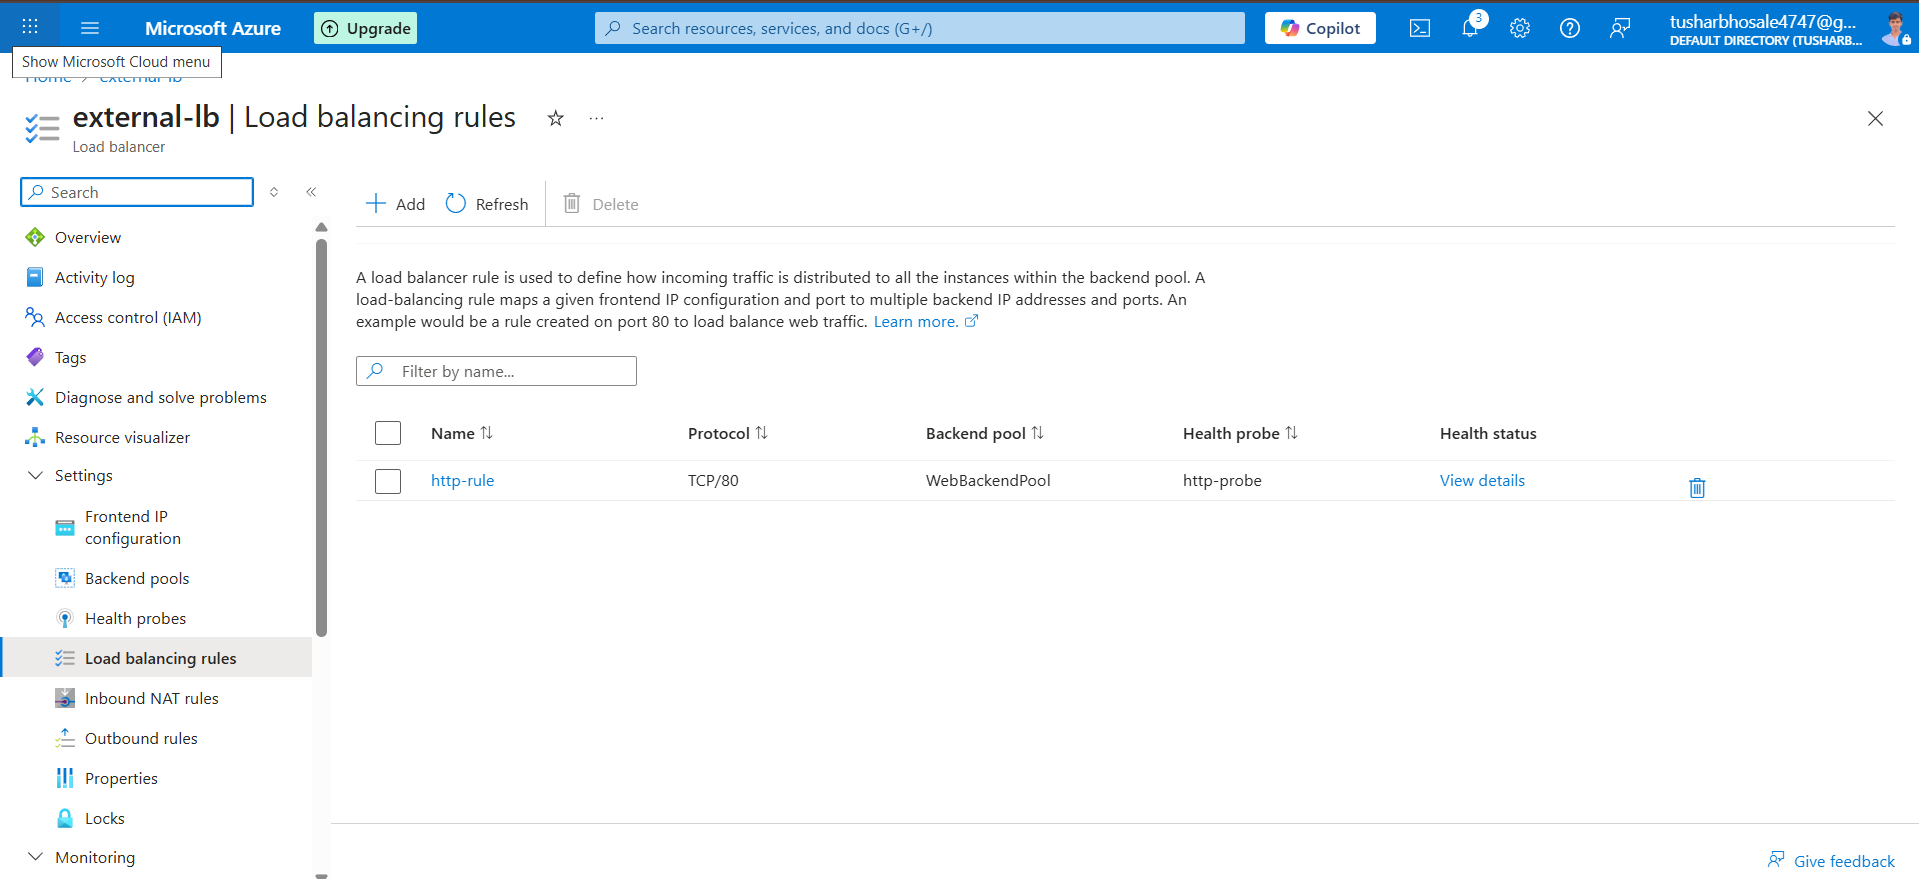 Microsoft Azure
Upgrade
Search resources, services, and docs (G+/)
Copilot
3
tusharbhosale4747@g...
DEFAULT DIRECTORY (TUSHARB...
Show Microsoft Cloud menu
Home > external-lb
external-lb | Load balancing rules
Load balancer
Search
Add
Refresh
Delete
Overview
Activity log
Access control (IAM)
Tags
Diagnose and solve problems
Resource visualizer
Settings
Frontend IP
configuration
Backend pools
Health probes
Load balancing rules
Inbound NAT rules
Outbound rules
Properties
Locks
Monitoring
A load balancer rule is used to define how incoming traffic is distributed to all the instances within the backend pool. A
load-balancing rule maps a given frontend IP configuration and port to multiple backend IP addresses and ports. An
example would be a rule created on port 80 to load balance web traffic. Learn more.
Filter by name...
Name Protocol Backend pool Health probe Health status
http-rule TCP/80 WebBackendPool http-probe View details
Give feedback